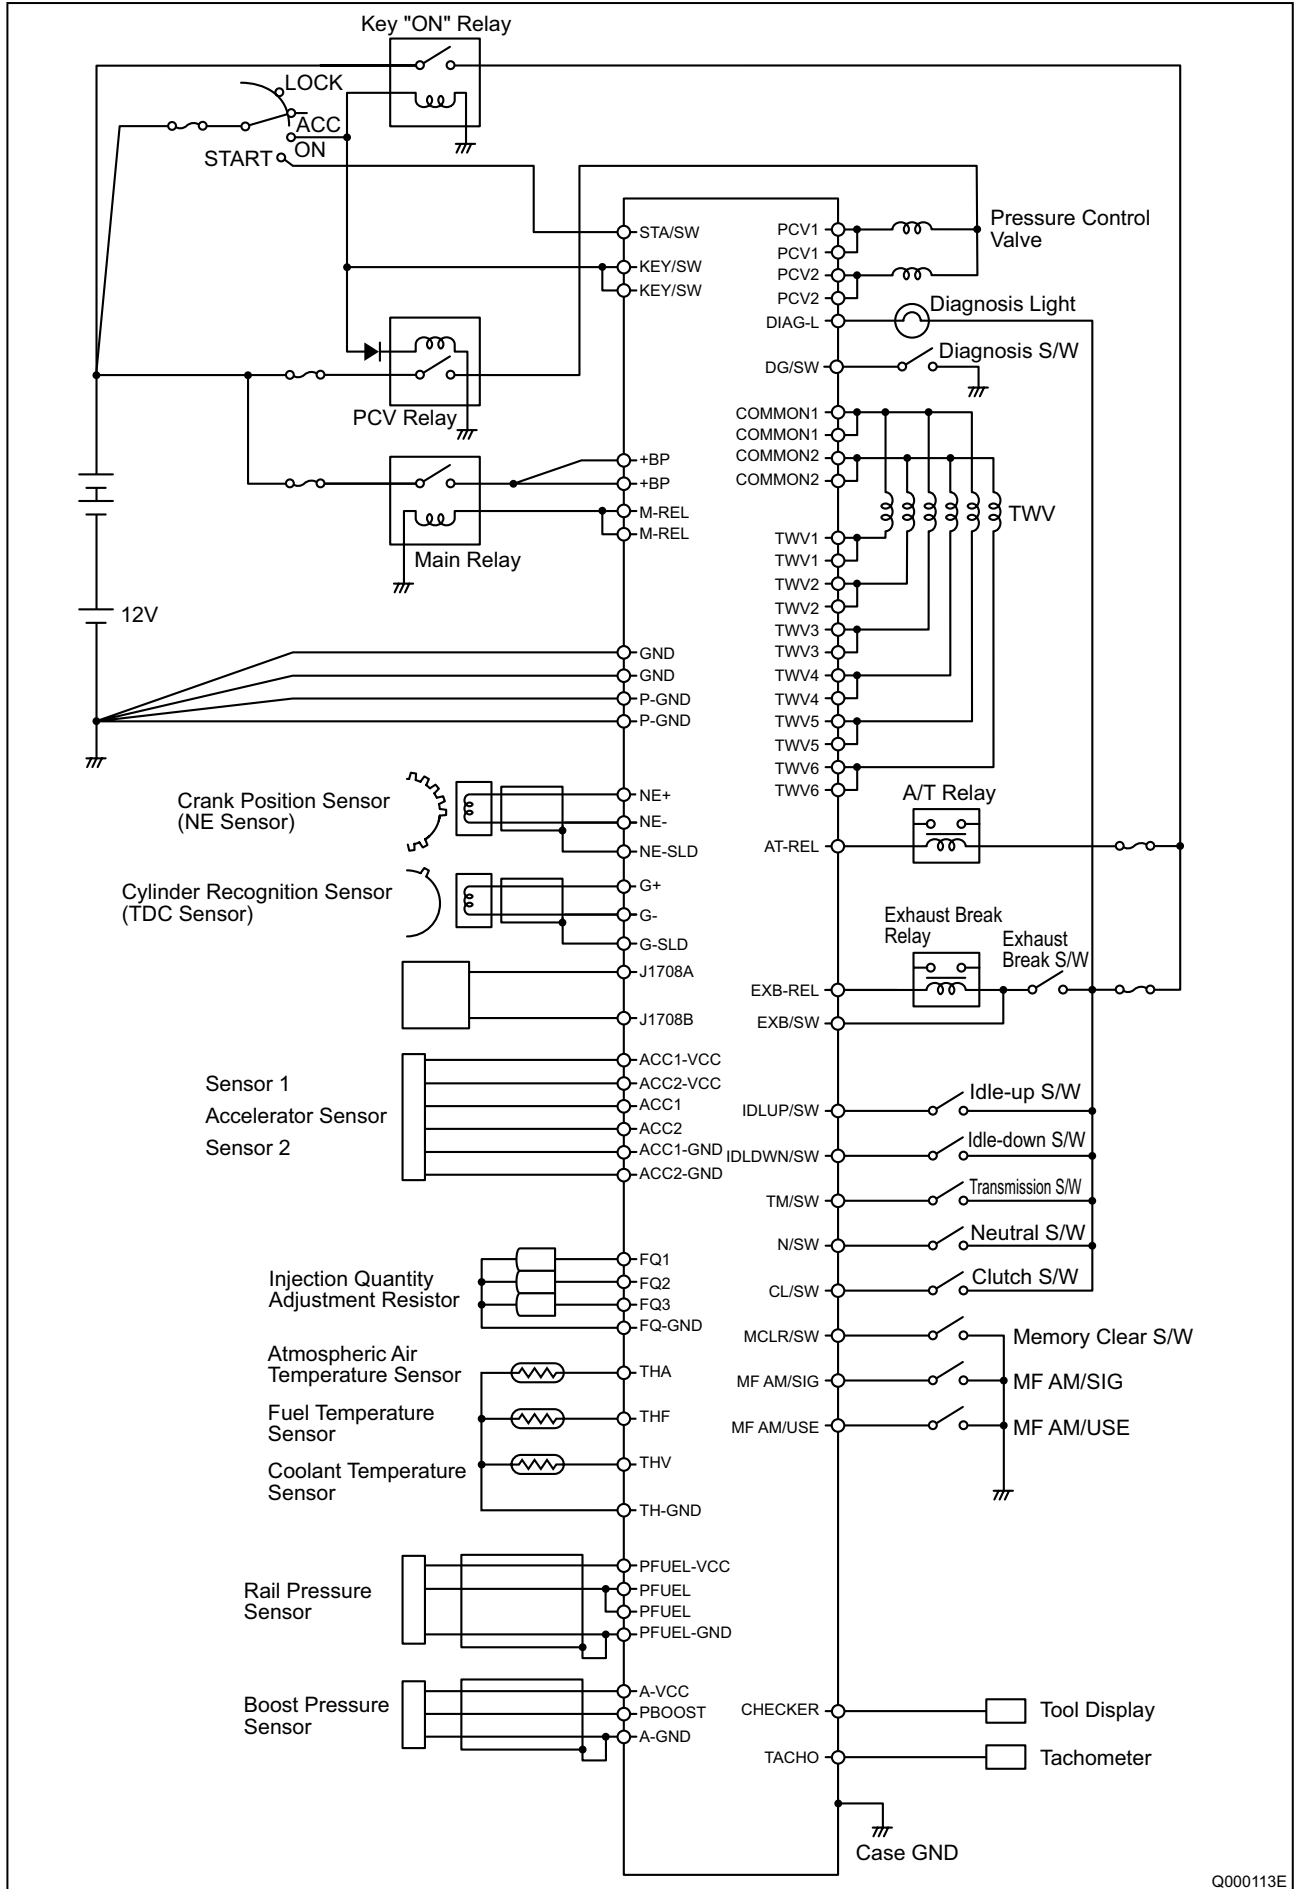 Key "ON" Relay
LOCK
ACC
ON
START
STA/SW
KEY/SW
KEY/SW
PCV Relay
+BP
+BP
M-REL
M-REL
Main Relay
12V
GND
GND
P-GND
P-GND
Crank Position Sensor
(NE Sensor)
NE+
NE-
NE-SLD
Cylinder Recognition Sensor
(TDC Sensor)
G+
G-
G-SLD
J1708A
J1708B
Sensor 1
Accelerator Sensor
Sensor 2
ACC1-VCC
ACC2-VCC
ACC1
ACC2
ACC1-GND
ACC2-GND
Injection Quantity
Adjustment Resistor
FQ1
FQ2
FQ3
FQ-GND
Atmospheric Air
Temperature Sensor
THA
Fuel Temperature
Sensor
THF
Coolant Temperature
Sensor
THV
TH-GND
Rail Pressure
Sensor
PFUEL-VCC
PFUEL
PFUEL
PFUEL-GND
Boost Pressure
Sensor
A-VCC
PBOOST
A-GND
PCV1
PCV1
PCV2
PCV2
Pressure Control
Valve
DIAG-L
Diagnosis Light
DG/SW
Diagnosis S/W
COMMON1
COMMON1
COMMON2
COMMON2
TWV
TWV1
TWV1
TWV2
TWV2
TWV3
TWV3
TWV4
TWV4
TWV5
TWV5
TWV6
TWV6
A/T Relay
AT-REL
Exhaust Break
Relay
Exhaust
Break S/W
EXB-REL
EXB/SW
IDLUP/SW
Idle-up S/W
IDLDWN/SW
Idle-down S/W
TM/SW
Transmission S/W
N/SW
Neutral S/W
CL/SW
Clutch S/W
MCLR/SW
Memory Clear S/W
MF AM/SIG
MF AM/SIG
MF AM/USE
MF AM/USE
CHECKER
Tool Display
TACHO
Tachometer
Case GND
Q000113E